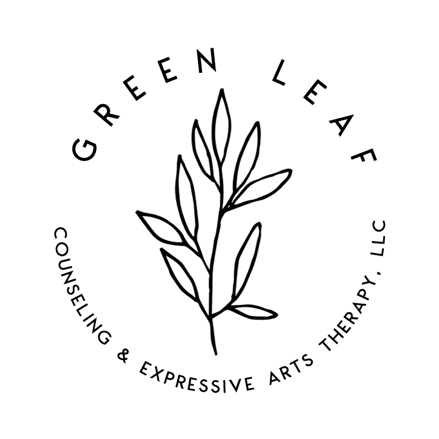 GREEN LEAF
COUNSELING & EXPRESSIVE ARTS THERAPY, LLC